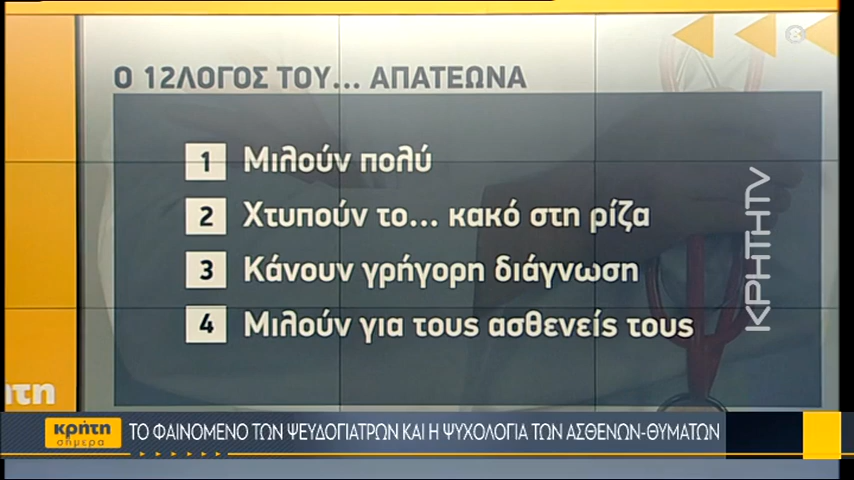 Ο 12ΛΟΓΟΣ ΤΟΥ... ΑΠΑΤΕΩΝΑ
1 Μιλούν πολύ
2 Χτυπούν το... κακό στη ρίζα
3 Κάνουν γρήγορη διάγνωση
4 Μιλούν για τους ασθενείς τους
ΚΡΗΤΗTV
κρήτη
σήμερα
ΤΟ ΦΑΙΝΟΜΕΝΟ ΤΩΝ ΨΕΥΔΟΓΙΑΤΡΩΝ ΚΑΙ Η ΨΥΧΟΛΟΓΙΑ ΤΩΝ ΑΣΘΕΝΩΝ-ΘΥΜΑΤΩΝ